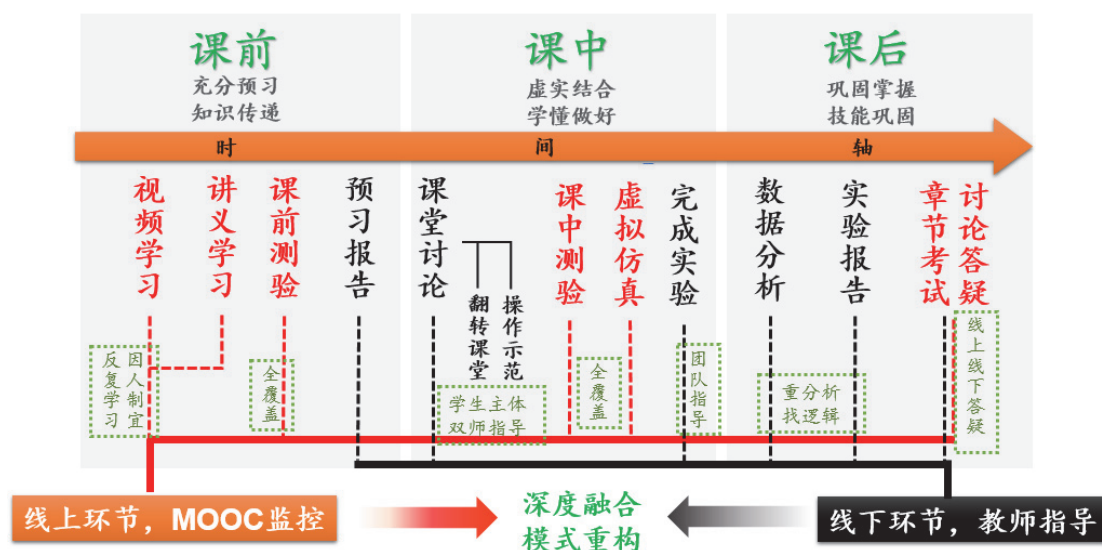 课前
充分预习
知识传递
课中
虚实结合
学懂做好
课后
巩固掌握
技能巩固
时 间 轴
视频学习
讲义学习
课前测验
预习报告
课堂讨论
翻转课堂
操作示范
课中测验
虚拟仿真
完成实验
数据分析
实验报告
章节考试
讨论答疑
因人制宜
反复学习
全覆盖
学生主体
双师指导
全覆盖
团队指导
重分析
找逻辑
线上线下答疑
线上环节，MOOC监控
深度融合
模式重构
线下环节，教师指导